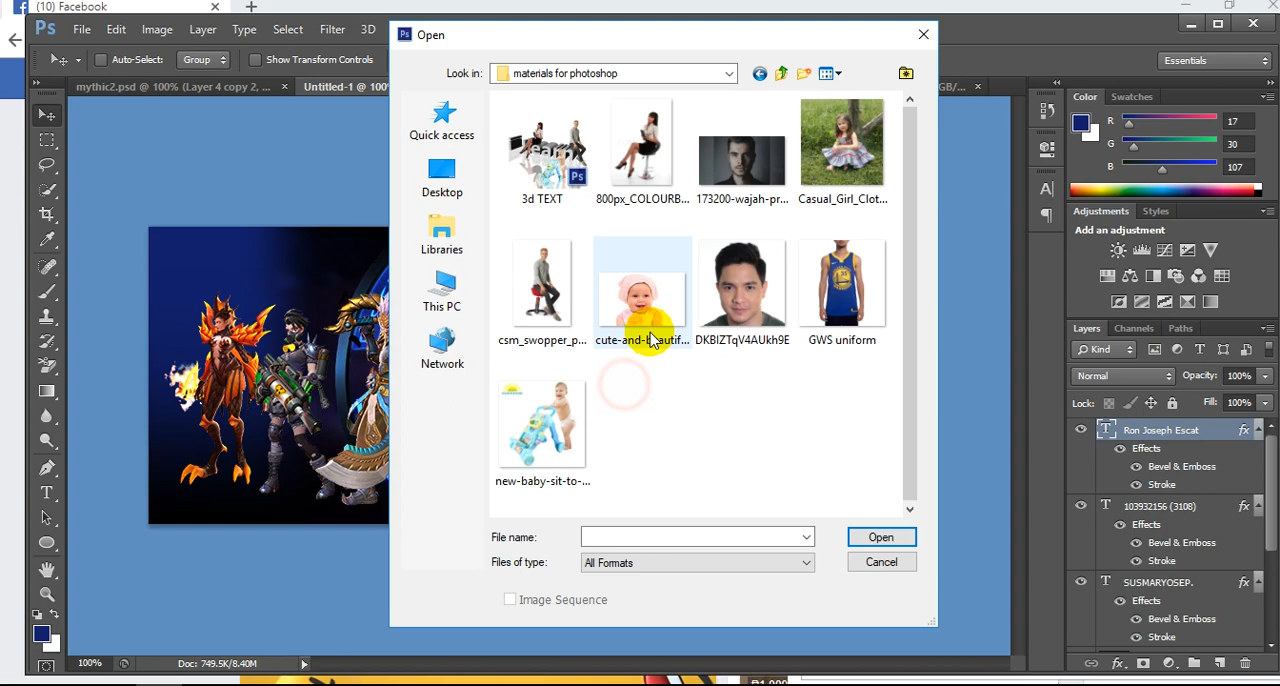 (10) Facebook
Ps File Edit Image Layer Type Select Filter 3D
Auto-Select: Group Show Transform Controls
Essentials
mythic2.psd @ 100% (Layer 4 copy 2, ...
Untitled-1 @ 100%
GB/...
Open
Look in: materials for photoshop
Quick access
Desktop
Libraries
This PC
Network
3d TEXT
800px_COLOURB...
173200-wajah-pr...
Casual_Girl_Clot...
csm_swopper_p...
cute-and-beautif...
DKBIZTqV4AUkh9E
GWS uniform
new-baby-sit-to-...
File name:
Open
Files of type: All Formats
Cancel
Image Sequence
Color Swatches
R 17
G 30
B 107
Adjustments Styles
Add an adjustment
Layers Channels Paths
Kind
Normal Opacity: 100%
Lock: Fill: 100%
Ron Joseph Escat fx
Effects
Bevel & Emboss
Stroke
103932156 (3108) fx
Effects
Bevel & Emboss
Stroke
SUSMARYOSEP. fx
Effects
Bevel & Emboss
Stroke
100% Doc: 749.5K/8.40M